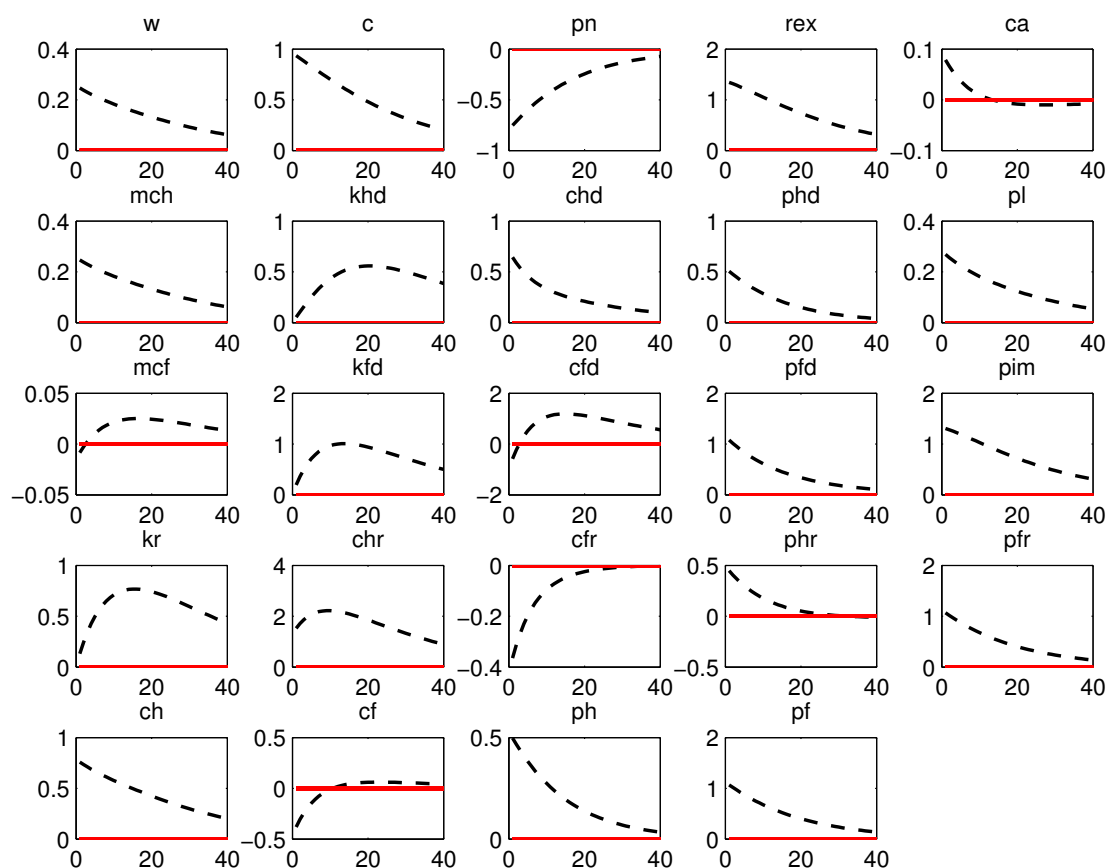 w c pn rex ca
0.4 1 0 2 0.1
0.2 0.5 −0.5 1 0
0 0 −1 0 −0.1
0 20 40 0 20 40 0 20 40 0 20 40 0 20 40
mch khd chd phd pl
0.4 1 1 1 0.4
0.2 0.5 0.5 0.5 0.2
0 0 0 0 0
0 20 40 0 20 40 0 20 40 0 20 40 0 20 40
mcf kfd cfd pfd pim
0.05 2 2 2 2
0 1 0 1 1
−0.05 0 −2 0 0
0 20 40 0 20 40 0 20 40 0 20 40 0 20 40
kr chr cfr phr pfr
1 4 0 0.5 2
0.5 2 −0.2 0 1
0 0 −0.4 −0.5 0
0 20 40 0 20 40 0 20 40 0 20 40 0 20 40
ch cf ph pf
1 0.5 0.5 2
0.5 0 1
0 −0.5 0 0
0 20 40 0 20 40 0 20 40 0 20 40